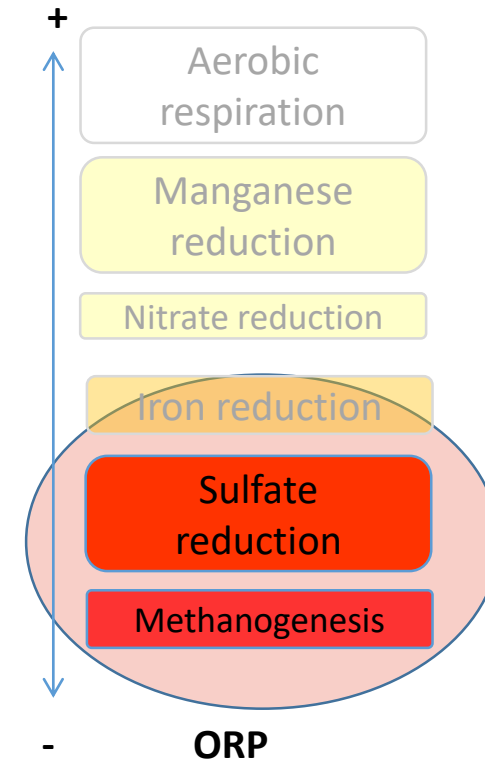 +
Aerobic
respiration
Manganese
reduction
Nitrate reduction
Iron reduction
Sulfate
reduction
Methanogenesis
- ORP